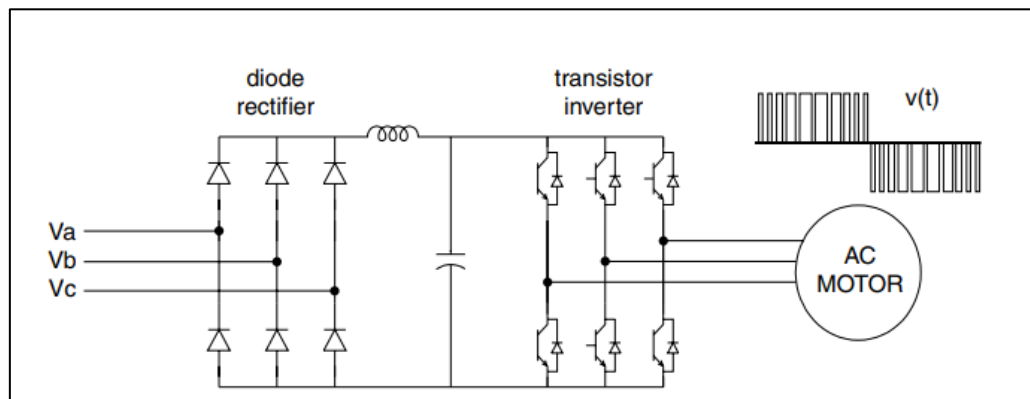 diode
rectifier
transistor
inverter
v(t)
Va
Vb
Vc
AC
MOTOR